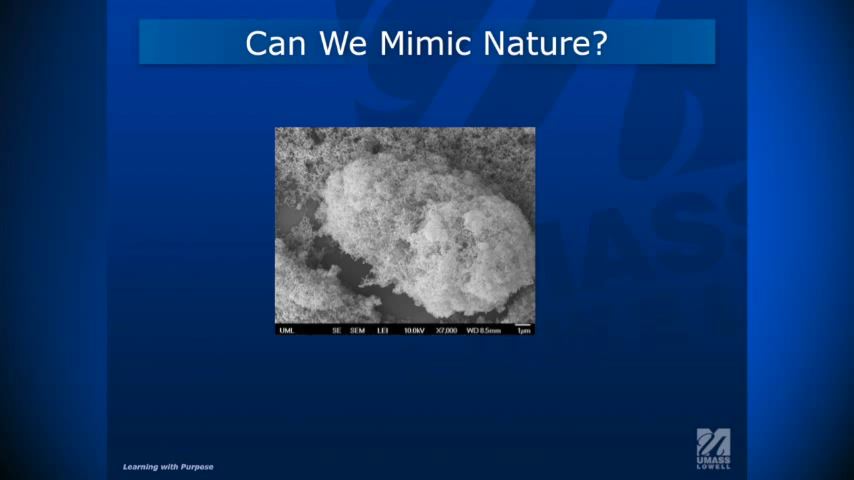 Can We Mimic Nature?
UML SE SEM LEI 10.0kV X7,000 WD 8.5mm 1µm
Learning with Purpose
UMASS
LOWELL